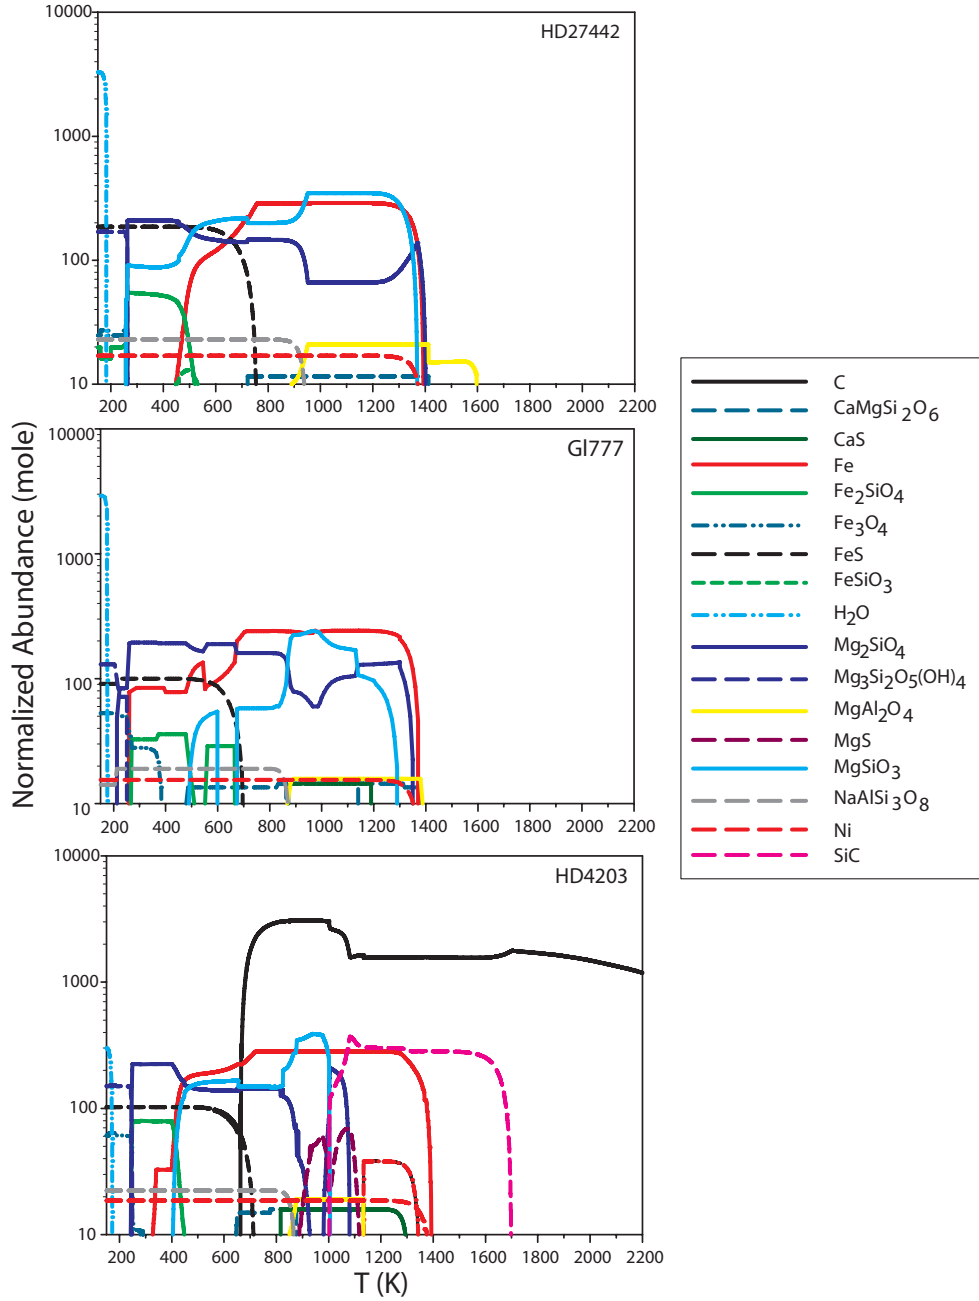 10000
HD27442
1000
100
10
200 400 600 800 1000 1200 1400 1600 1800 2000 2200
10000
Gl777
1000
100
10
200 400 600 800 1000 1200 1400 1600 1800 2000 2200
10000
HD4203
1000
100
10
200 400 600 800 1000 1200 1400 1600 1800 2000 2200
Normalized Abundance (mole)
T (K)
C
CaMgSi2O6
CaS
Fe
Fe2SiO4
Fe3O4
FeS
FeSiO3
H2O
Mg2SiO4
Mg3Si2O5(OH)4
MgAl2O4
MgS
MgSiO3
NaAlSi3O8
Ni
SiC